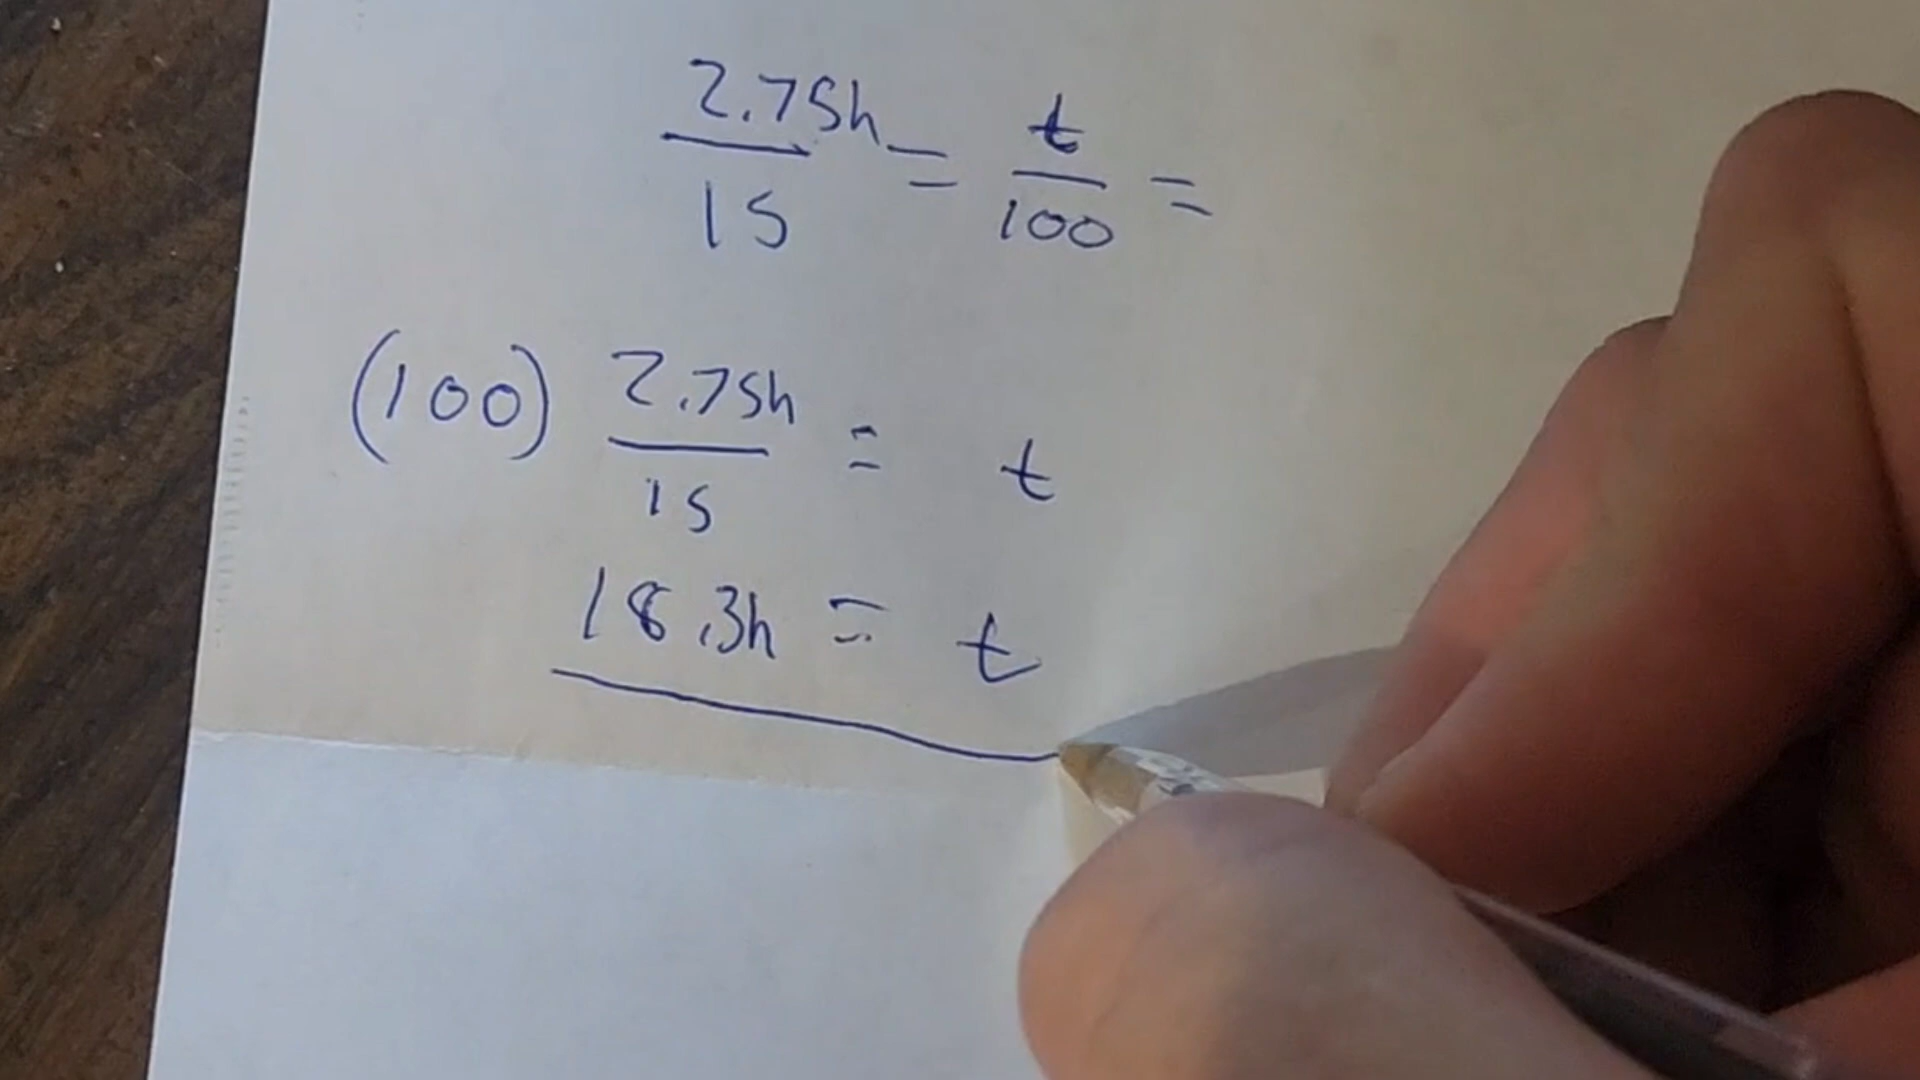 2.75h / 15 = t / 100 =
(100) 2.75h / 15 = t
18.3h = t